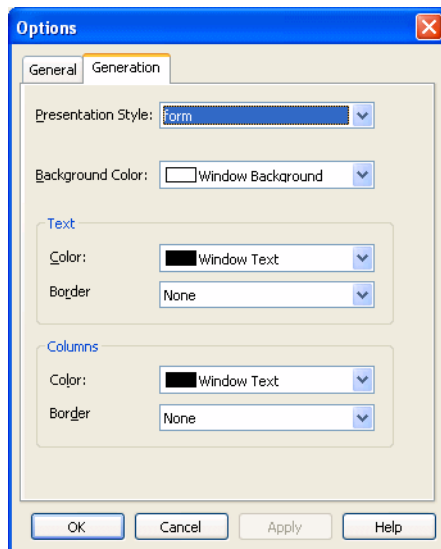 Options
General Generation
Presentation Style: form
Background Color: Window Background
Text
Color: Window Text
Border None
Columns
Color: Window Text
Border None
OK Cancel Apply Help